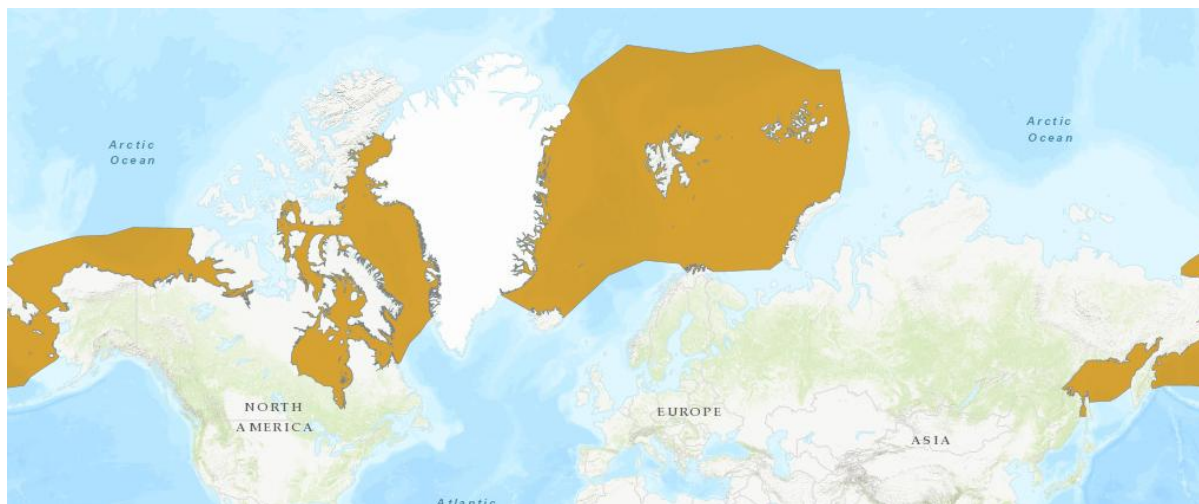 Arctic
Ocean
Arctic
Ocean
NORTH
AMERICA
EUROPE
ASIA
Atlantic